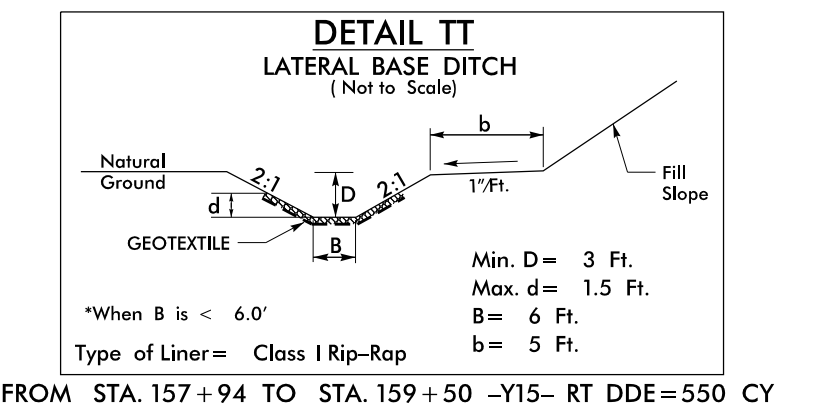 DETAIL TT
LATERAL BASE DITCH
( Not to Scale)
b
Natural
Ground
2:1
D
2:1
1"/Ft.
Fill
Slope
d
GEOTEXTILE
B
Min. D= 3 Ft.
Max. d= 1.5 Ft.
*When B is < 6.0'
B= 6 Ft.
Type of Liner= Class I Rip-Rap
b= 5 Ft.
FROM STA. 157+94 TO STA. 159+50 -Y15- RT DDE=550 CY